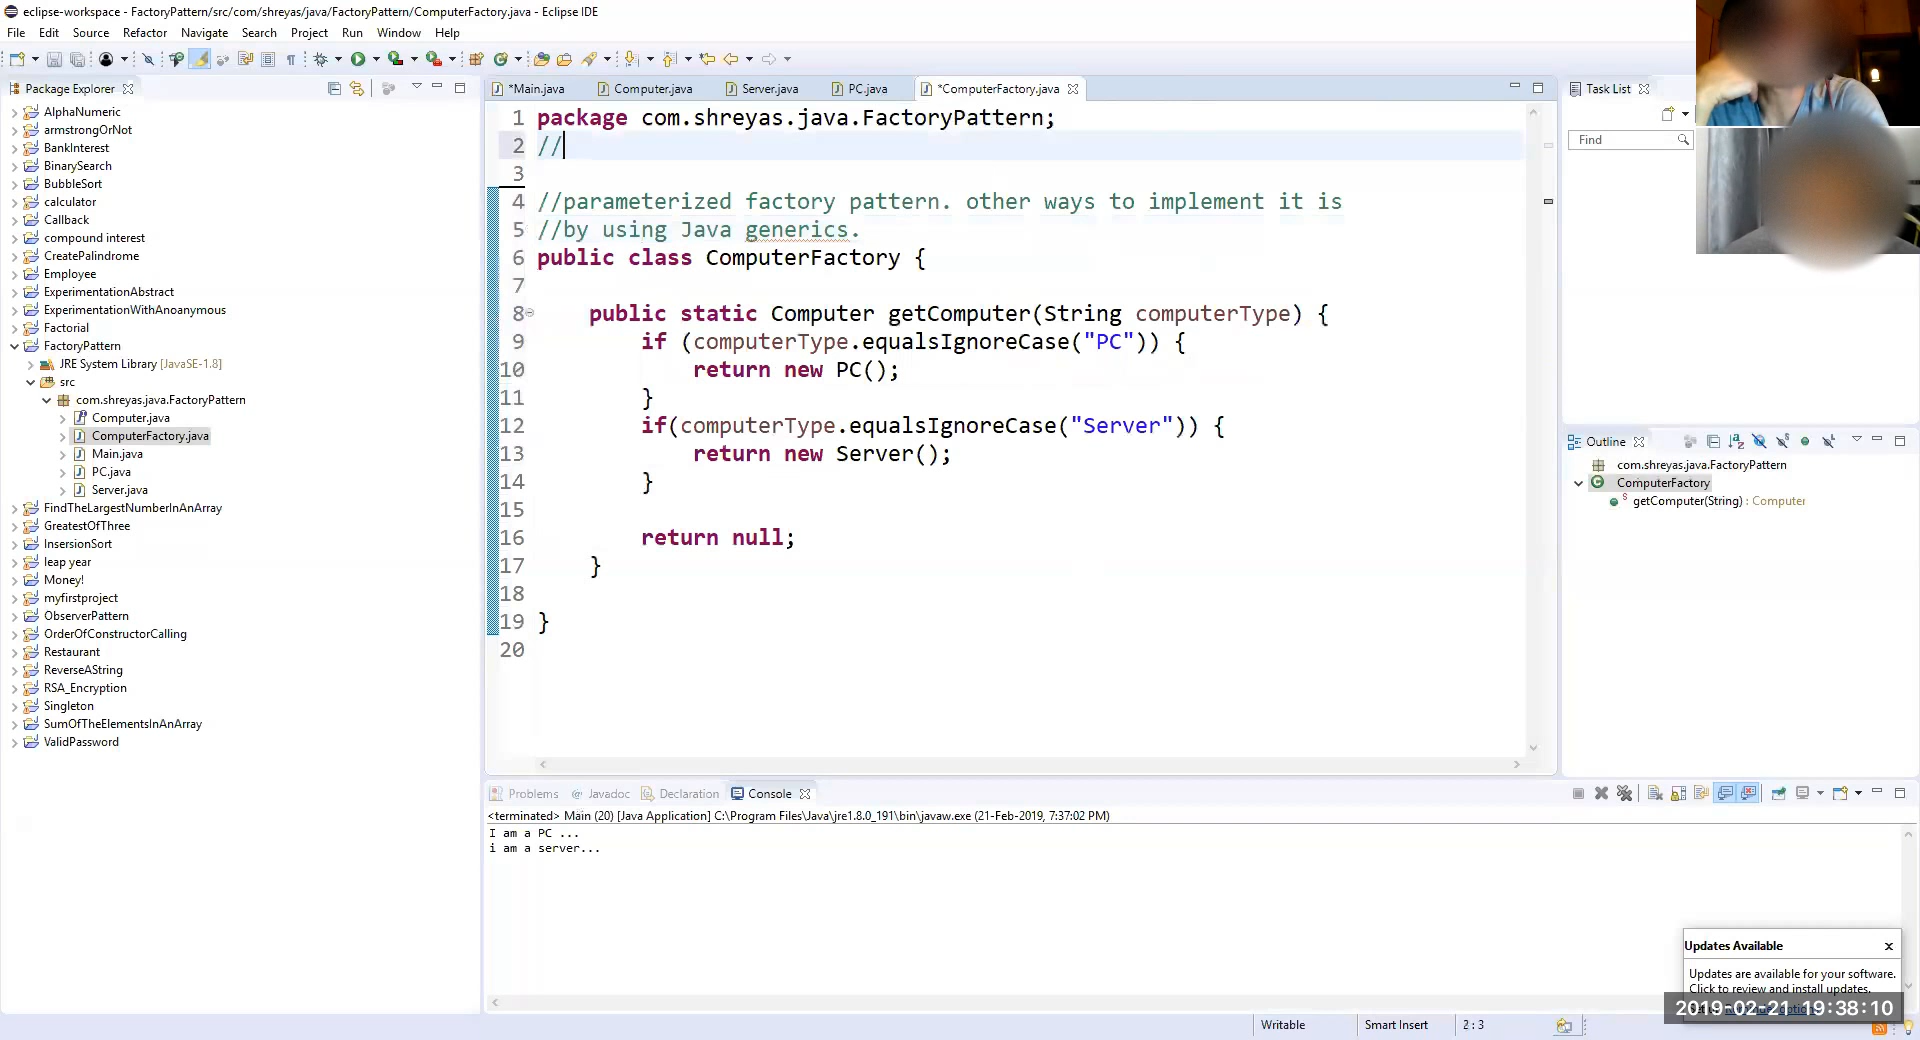 eclipse-workspace - FactoryPattern/src/com/shreyas/java/FactoryPattern/ComputerFactory.java - Eclipse IDE
File Edit Source Refactor Navigate Search Project Run Window Help
Package Explorer
AlphaNumeric
armstrongOrNot
BankInterest
BinarySearch
BubbleSort
calculator
Callback
compound interest
CreatePalindrome
Employee
ExperimentationAbstract
ExperimentationWithAnoanymous
Factorial
FactoryPattern
JRE System Library [JavaSE-1.8]
src
com.shreyas.java.FactoryPattern
Computer.java
ComputerFactory.java
Main.java
PC.java
Server.java
FindTheLargestNumberInAnArray
GreatestOfThree
InsersionSort
leap year
Money!
myfirstproject
ObserverPattern
OrderOfConstructorCalling
Restaurant
ReverseAString
RSA_Encryption
Singleton
SumOfTheElementsInAnArray
ValidPassword
*Main.java Computer.java Server.java PC.java *ComputerFactory.java
1 package com.shreyas.java.FactoryPattern;
2 //
3
4 //parameterized factory pattern. other ways to implement it is
5 //by using Java generics.
6 public class ComputerFactory {
7
8 public static Computer getComputer(String computerType) {
9 if (computerType.equalsIgnoreCase("PC")) {
10 return new PC();
11 }
12 if(computerType.equalsIgnoreCase("Server")) {
13 return new Server();
14 }
15
16 return null;
17 }
18
19 }
20
Task List
Find
Outline
com.shreyas.java.FactoryPattern
ComputerFactory
getComputer(String) : Computer
Problems Javadoc Declaration Console
<terminated> Main (20) [Java Application] C:\Program Files\Java\jre1.8.0_191\bin\javaw.exe (21-Feb-2019, 7:37:02 PM)
I am a PC ...
i am a server...
Updates Available
Updates are available for your software.
Click to review and install updates.
2019-02-21 19:38:10
Writable Smart Insert 2 : 3